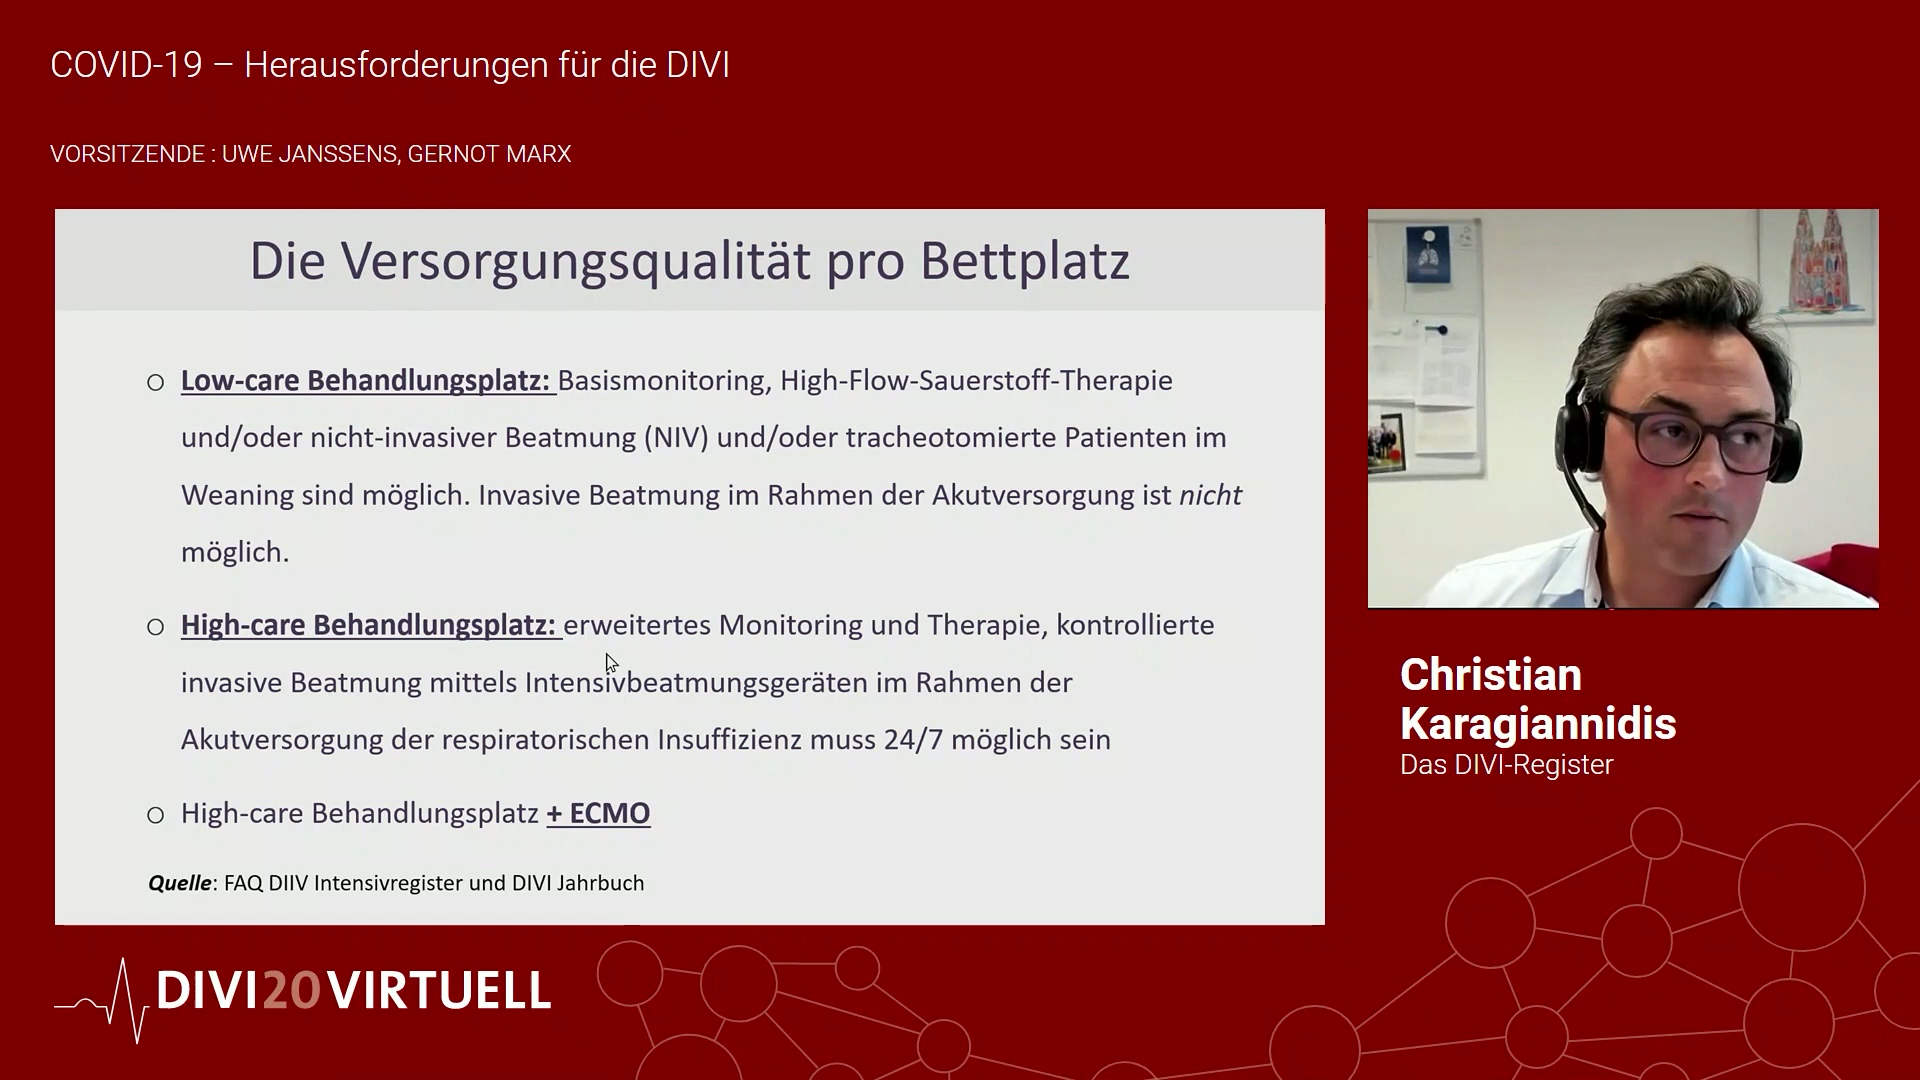 COVID-19 – Herausforderungen für die DIVI
VORSITZENDE : UWE JANSSENS, GERNOT MARX
Die Versorgungsqualität pro Bettplatz
Low-care Behandlungsplatz: Basismonitoring, High-Flow-Sauerstoff-Therapie
und/oder nicht-invasiver Beatmung (NIV) und/oder tracheotomierte Patienten im
Weaning sind möglich. Invasive Beatmung im Rahmen der Akutversorgung ist nicht
möglich.
High-care Behandlungsplatz: erweitertes Monitoring und Therapie, kontrollierte
invasive Beatmung mittels Intensivbeatmungsgeräten im Rahmen der
Akutversorgung der respiratorischen Insuffizienz muss 24/7 möglich sein
High-care Behandlungsplatz + ECMO
Quelle: FAQ DIIV Intensivregister und DIVI Jahrbuch
Christian
Karagiannidis
Das DIVI-Register
DIVI20VIRTUELL